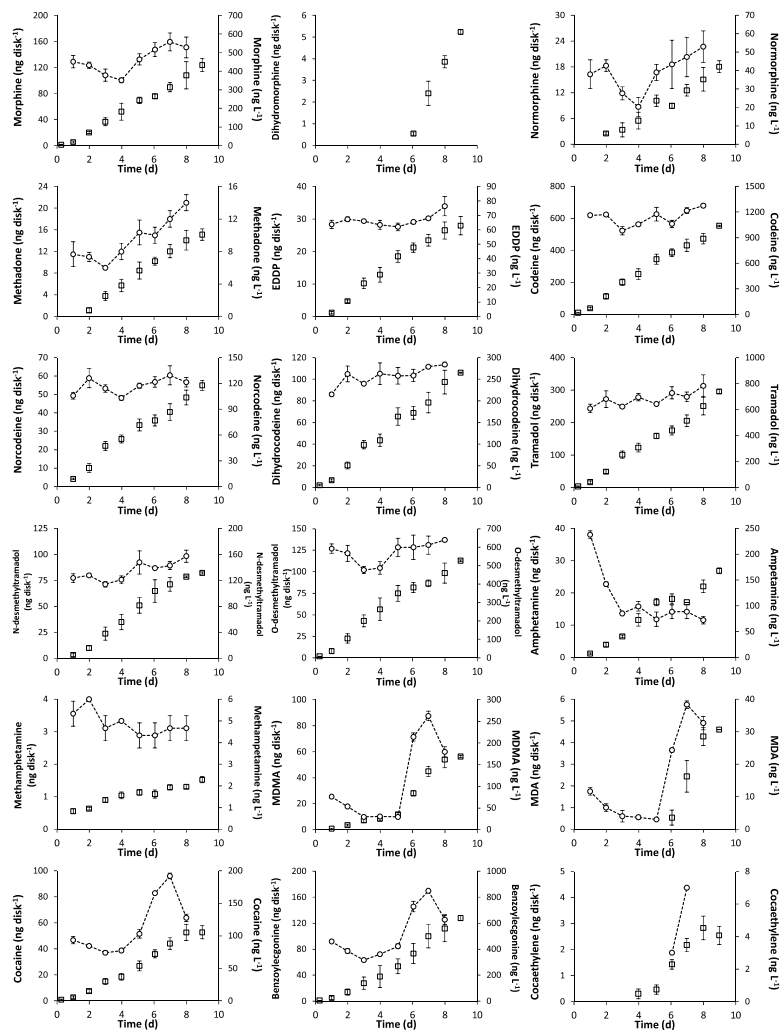 Morphine (ng disk⁻¹)
200
160
120
80
40
0
0 2 4 6 8 10
Time (d)
700
600
500
400
300
200
100
0
Morphine (ng L⁻¹)
Dihydromorphine (ng disk⁻¹)
6
5
4
3
2
1
0
0 2 4 6 8 10
Time (d)
Normorphine (ng disk⁻¹)
30
24
18
12
6
0
0 2 4 6 8 10
Time (d)
70
60
50
40
30
20
10
0
Normorphine (ng L⁻¹)
Methadone (ng disk⁻¹)
24
20
16
12
8
4
0
0 2 4 6 8 10
Time (d)
16
14
12
10
8
6
4
2
0
Methadone (ng L⁻¹)
EDDP (ng disk⁻¹)
40
30
20
10
0
0 2 4 6 8 10
Time (d)
90
80
70
60
50
40
30
20
10
0
EDDP (ng L⁻¹)
Codeine (ng disk⁻¹)
800
600
400
200
0
0 2 4 6 8 10
Time (d)
1500
1200
900
600
300
0
Codeine (ng L⁻¹)
Norcodeine (ng disk⁻¹)
70
60
50
40
30
20
10
0
0 2 4 6 8 10
Time (d)
150
120
90
60
30
0
Norcodeine (ng L⁻¹)
Dihydrocodeine (ng disk⁻¹)
120
100
80
60
40
20
0
0 2 4 6 8 10
Time (d)
300
250
200
150
100
50
0
Dihydrocodeine (ng L⁻¹)
Tramadol (ng disk⁻¹)
400
300
200
100
0
0 2 4 6 8 10
Time (d)
1000
800
600
400
200
0
Tramadol (ng L⁻¹)
N-desmethyltramadol
(ng disk⁻¹)
125
100
75
50
25
0
0 2 4 6 8 10
Time (d)
200
160
120
80
40
0
N-desmethyltramadol
(ng L⁻¹)
O-desmethyltramadol
(ng disk⁻¹)
150
125
100
75
50
25
0
0 2 4 6 8 10
Time (d)
700
600
500
400
300
200
100
0
O-desmethyltramadol
(ng L⁻¹)
Amphetamine (ng disk⁻¹)
40
30
20
10
0
0 2 4 6 8 10
Time (d)
250
200
150
100
50
0
Ampetamine (ng L⁻¹)
Methamphetamine
(ng disk⁻¹)
4
3
2
1
0
0 2 4 6 8 10
Time (d)
6
5
4
3
2
1
0
Methampetamine (ng L⁻¹)
MDMA (ng disk⁻¹)
100
80
60
40
20
0
0 2 4 6 8 10
Time (d)
300
250
200
150
100
50
0
MDMA (ng L⁻¹)
MDA (ng disk⁻¹)
6
5
4
3
2
1
0
0 2 4 6 8 10
Time (d)
40
30
20
10
0
MDA (ng L⁻¹)
Cocaine (ng disk⁻¹)
100
80
60
40
20
0
0 2 4 6 8 10
Time (d)
200
150
100
50
0
Cocaine (ng L⁻¹)
Benzoylecgonine (ng disk⁻¹)
200
160
120
80
40
0
0 2 4 6 8 10
Time (d)
1000
800
600
400
200
0
Benzoylecgonine (ng L⁻¹)
Cocaethylene (ng disk⁻¹)
5
4
3
2
1
0
0 2 4 6 8 10
Time (d)
8
6
4
2
0
Cocaethylene (ng L⁻¹)